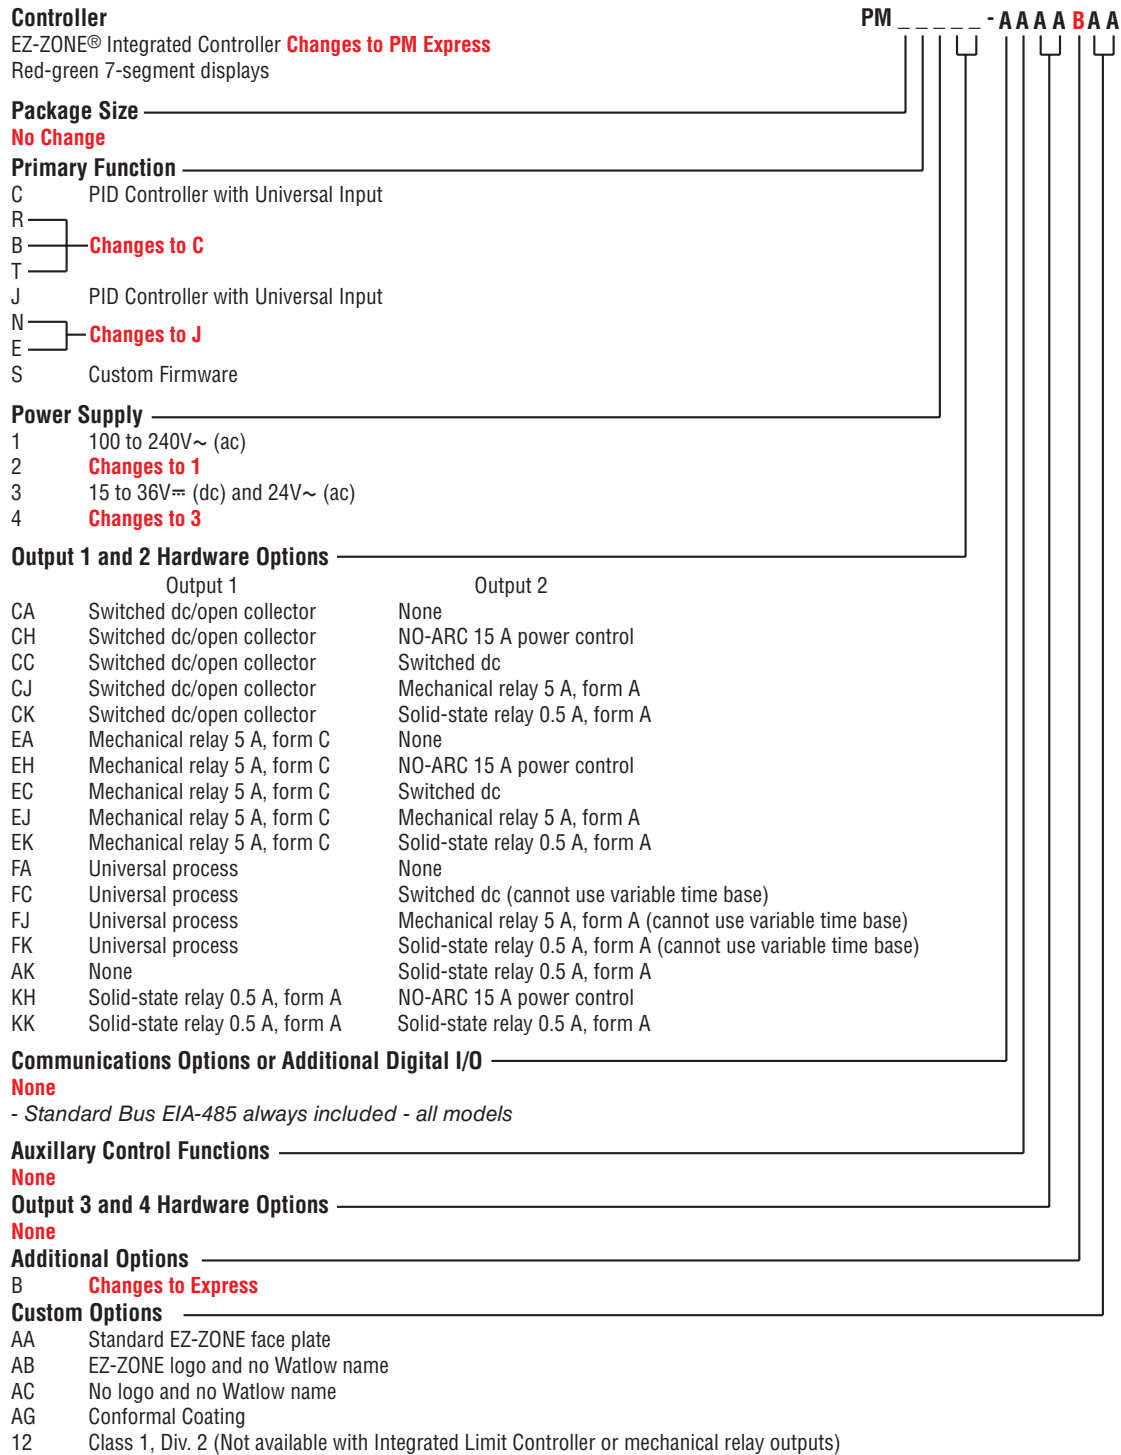 Controller PM _ _ _ _ _ - A A A A B A A
EZ-ZONE® Integrated Controller Changes to PM Express
Red-green 7-segment displays
Package Size
No Change
Primary Function
C PID Controller with Universal Input
R
B Changes to C
T
J PID Controller with Universal Input
N
Changes to J
E
S Custom Firmware
Power Supply
1 100 to 240V~ (ac)
2 Changes to 1
3 15 to 36V⎓ (dc) and 24V~ (ac)
4 Changes to 3
Output 1 and 2 Hardware Options
Output 1 Output 2
CA Switched dc/open collector None
CH Switched dc/open collector NO-ARC 15 A power control
CC Switched dc/open collector Switched dc
CJ Switched dc/open collector Mechanical relay 5 A, form A
CK Switched dc/open collector Solid-state relay 0.5 A, form A
EA Mechanical relay 5 A, form C None
EH Mechanical relay 5 A, form C NO-ARC 15 A power control
EC Mechanical relay 5 A, form C Switched dc
EJ Mechanical relay 5 A, form C Mechanical relay 5 A, form A
EK Mechanical relay 5 A, form C Solid-state relay 0.5 A, form A
FA Universal process None
FC Universal process Switched dc (cannot use variable time base)
FJ Universal process Mechanical relay 5 A, form A (cannot use variable time base)
FK Universal process Solid-state relay 0.5 A, form A (cannot use variable time base)
AK None Solid-state relay 0.5 A, form A
KH Solid-state relay 0.5 A, form A NO-ARC 15 A power control
KK Solid-state relay 0.5 A, form A Solid-state relay 0.5 A, form A
Communications Options or Additional Digital I/O
None
- Standard Bus EIA-485 always included - all models
Auxillary Control Functions
None
Output 3 and 4 Hardware Options
None
Additional Options
B Changes to Express
Custom Options
AA Standard EZ-ZONE face plate
AB EZ-ZONE logo and no Watlow name
AC No logo and no Watlow name
AG Conformal Coating
12 Class 1, Div. 2 (Not available with Integrated Limit Controller or mechanical relay outputs)